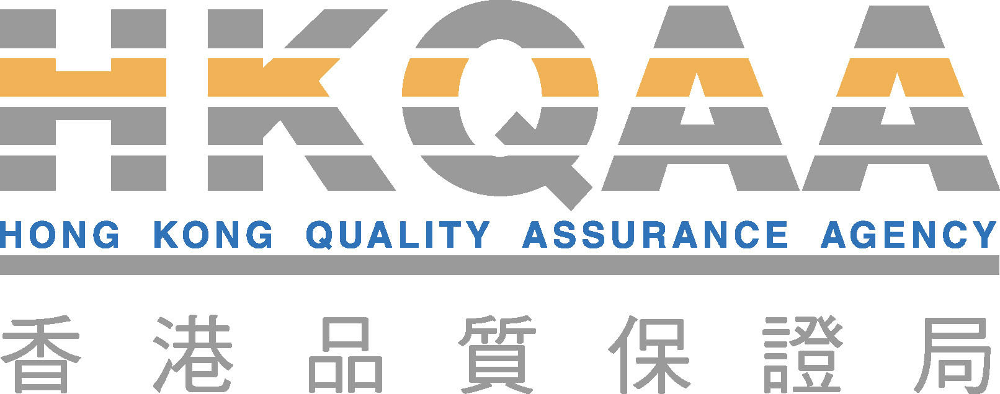 HKQAA
HONG KONG QUALITY ASSURANCE AGENCY
香港品質保證局